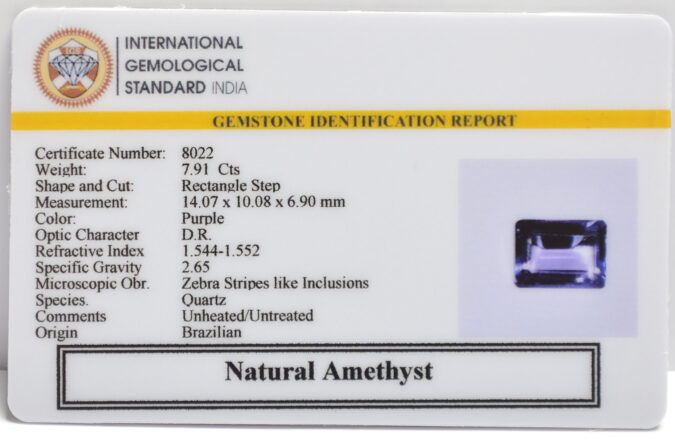 INTERNATIONAL
GEMOLOGICAL
STANDARD INDIA
GEMSTONE IDENTIFICATION REPORT
Certificate Number: 8022
Weight: 7.91 Cts
Shape and Cut: Rectangle Step
Measurement: 14.07 x 10.08 x 6.90 mm
Color: Purple
Optic Character D.R.
Refractive Index 1.544-1.552
Specific Gravity 2.65
Microscopic Obr. Zebra Stripes like Inclusions
Species. Quartz
Comments Unheated/Untreated
Origin Brazilian
Natural Amethyst